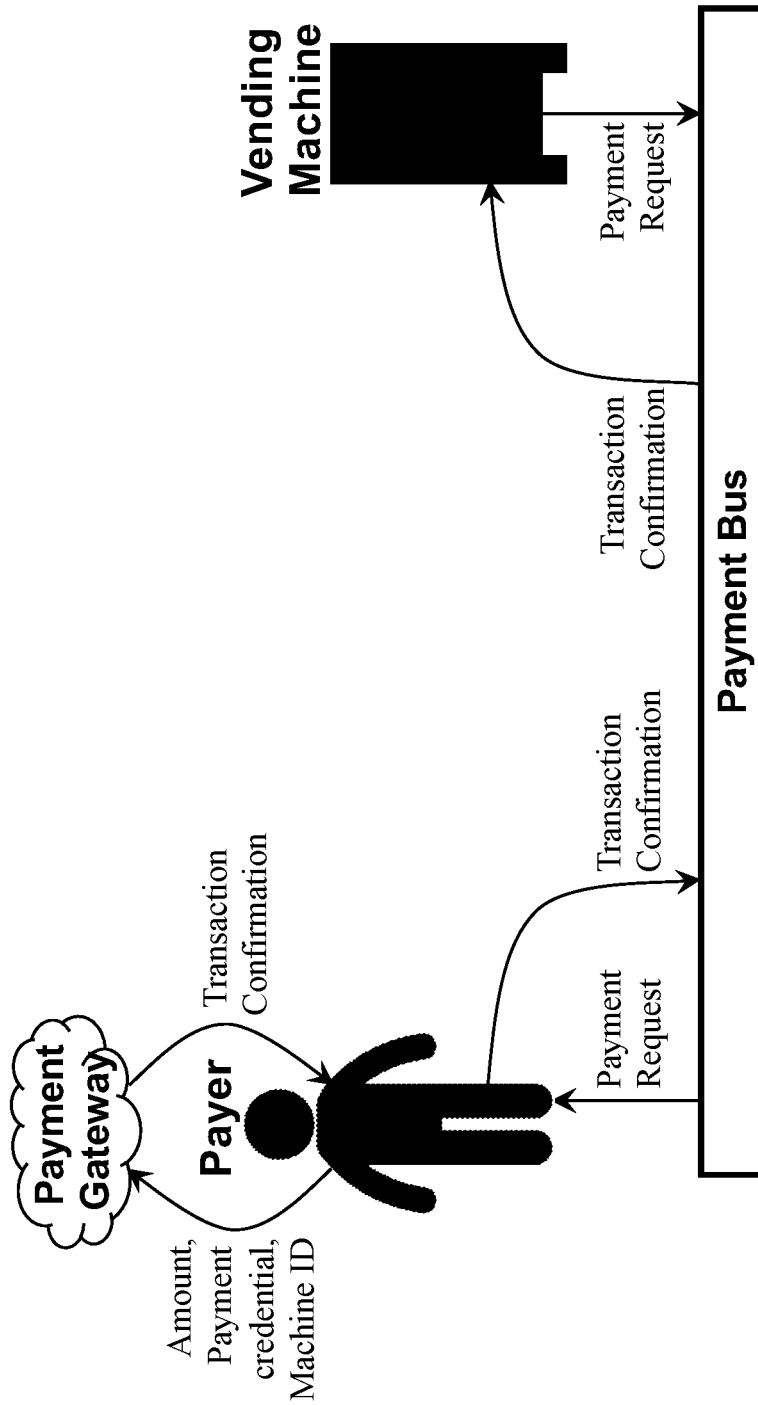 Payment
Gateway
Amount,
Payment
credential,
Machine ID
Transaction
Confirmation
Payer
Payment
Request
Transaction
Confirmation
Vending
Machine
Transaction
Confirmation
Payment
Request
Payment Bus